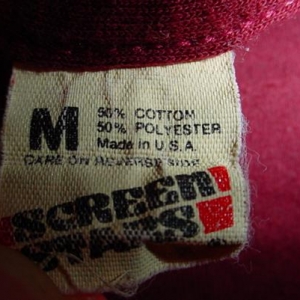 M
50% COTTON
50% POLYESTER
Made in U.S.A.
CARE ON REVERSE SIDE
SCREEN
STARS